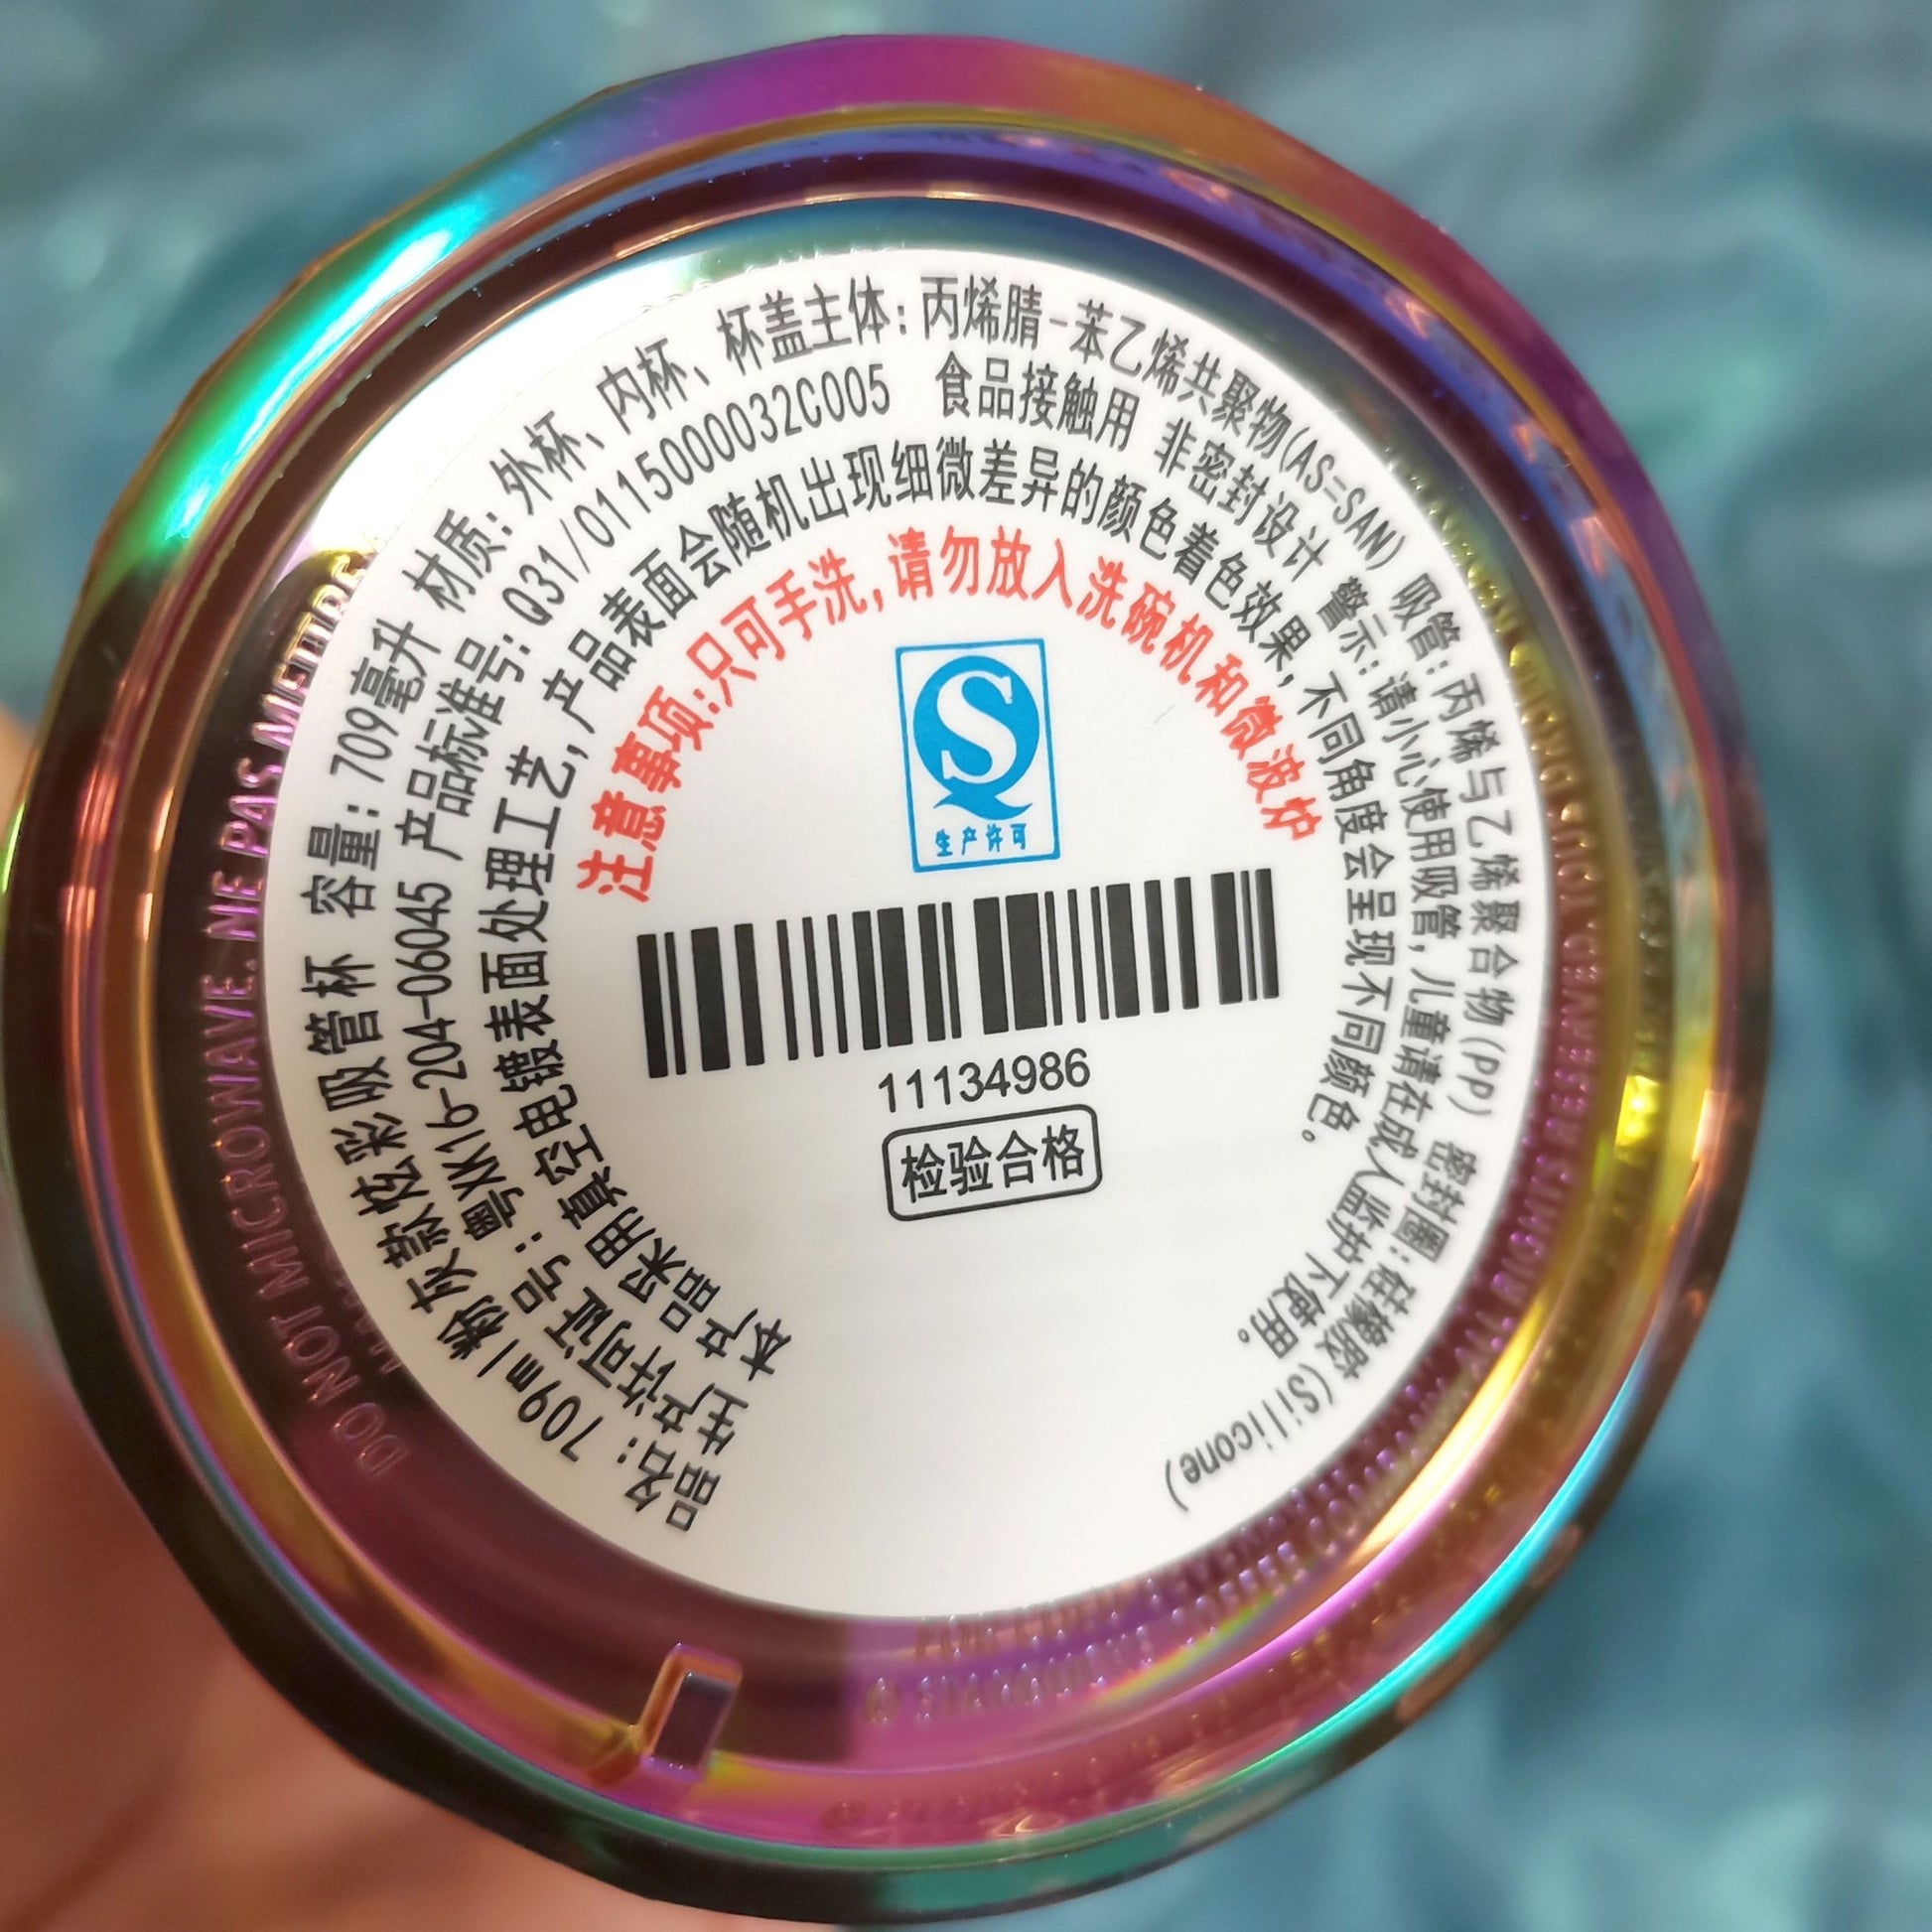 品名：709ml粉灰款炫彩吸管杯 容量：709毫升 材质：外杯、内杯、杯盖主体：丙烯腈-苯乙烯共聚物(AS=SAN) 吸管：丙烯与乙烯聚合物(PP) 密封圈：硅橡胶(Silicone)
生产许可证号：粤XK16-204-06045 产品标准号：Q31/0115000032C005 食品接触用 非密封设计 警示：请小心使用吸管，儿童请在成人监护下使用。
本产品采用真空电镀表面处理工艺，产品表面会随机出现细微差异的颜色着色效果，不同角度会呈现不同颜色。
注意事项：只可手洗，请勿放入洗碗机和微波炉
生产许可
11134986
检验合格
DO NOT MICROWAVE. NE PAS METTRE
ALL RIGHTS RESERVED.